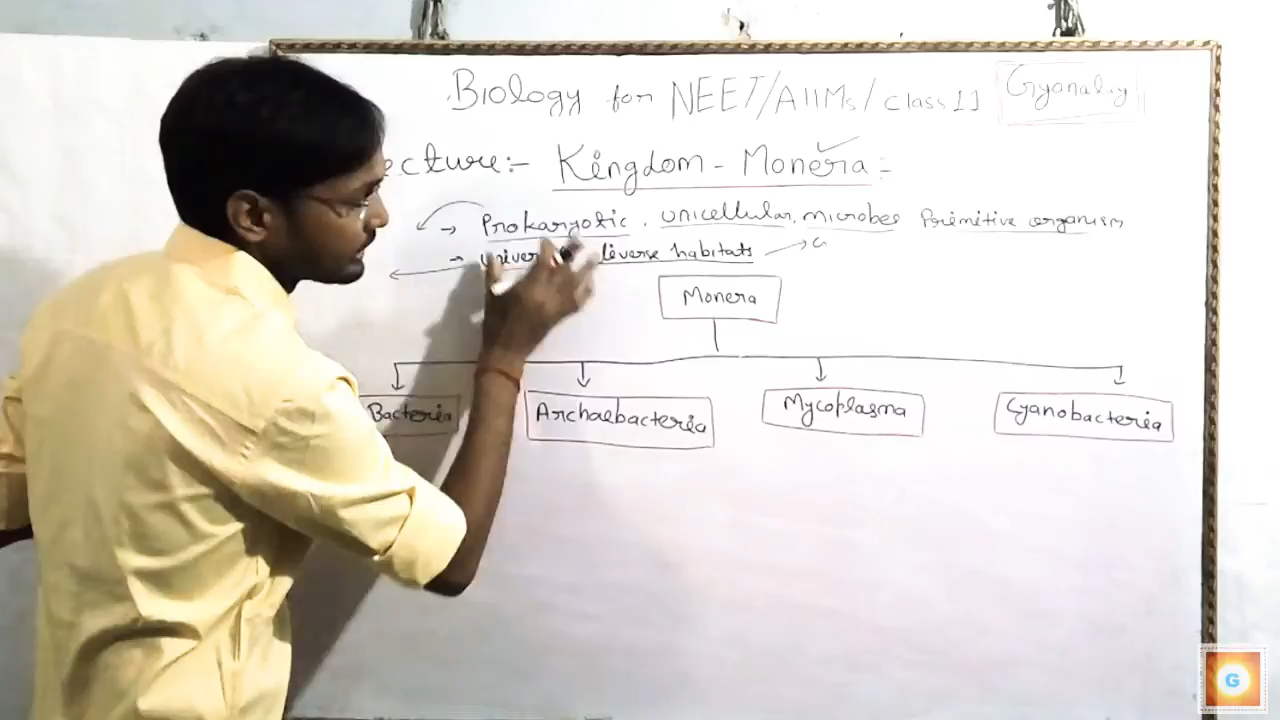 Biology for NEET/AIIMs/class 11 Gyanalay
ecture:- Kingdom - Monera :-
→ Prokaryotic, unicellular, microbes Primitive organism
→ univer diverse habitats →
Monera
Bacteria Archaebacteria Mycoplasma Cyanobacteria
G